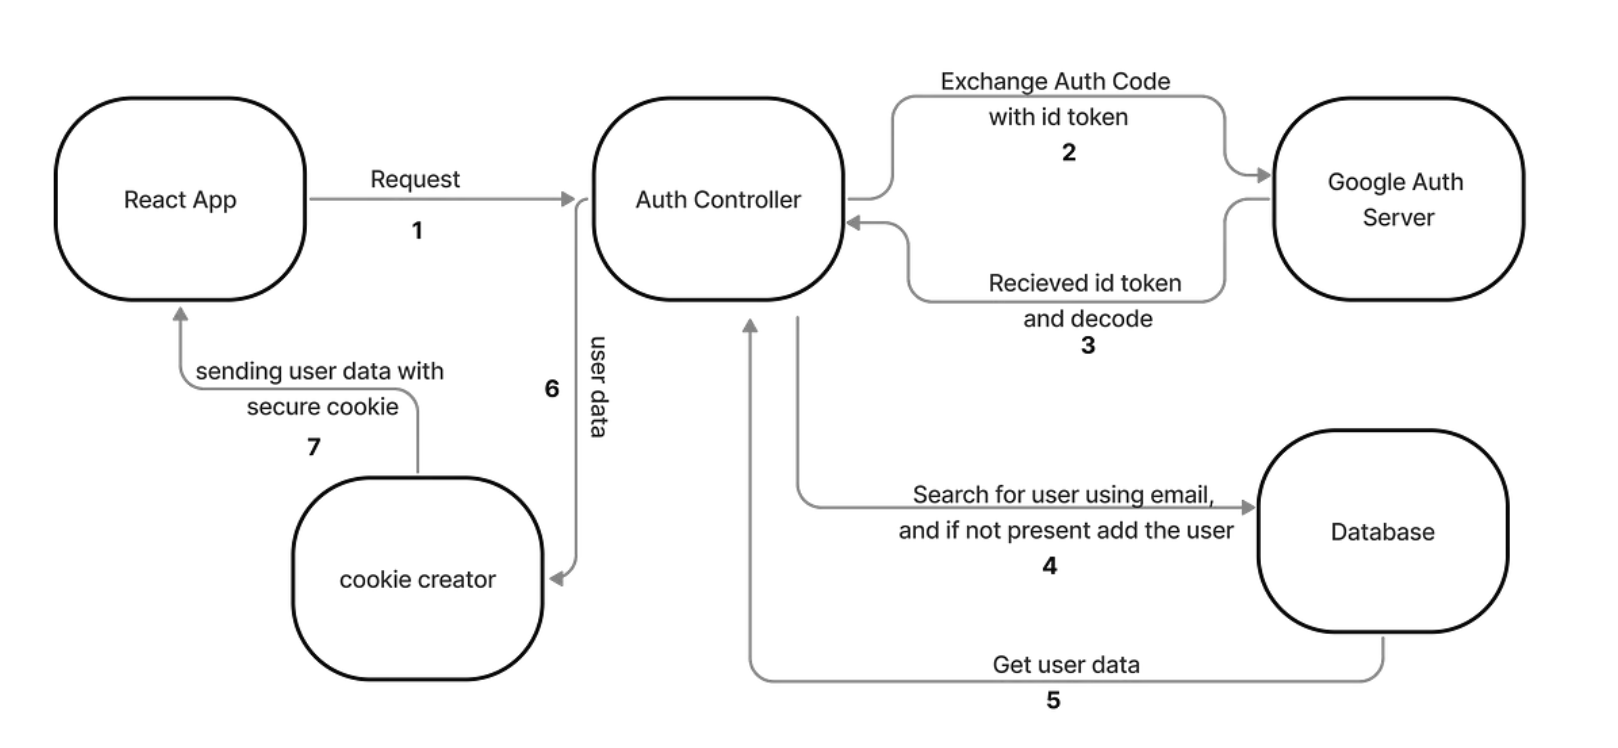 Exchange Auth Code
with id token
2
React App
Request
1
Auth Controller
Google Auth
Server
Recieved id token
and decode
3
sending user data with
secure cookie
7
6
user data
Search for user using email,
and if not present add the user
4
Database
cookie creator
Get user data
5